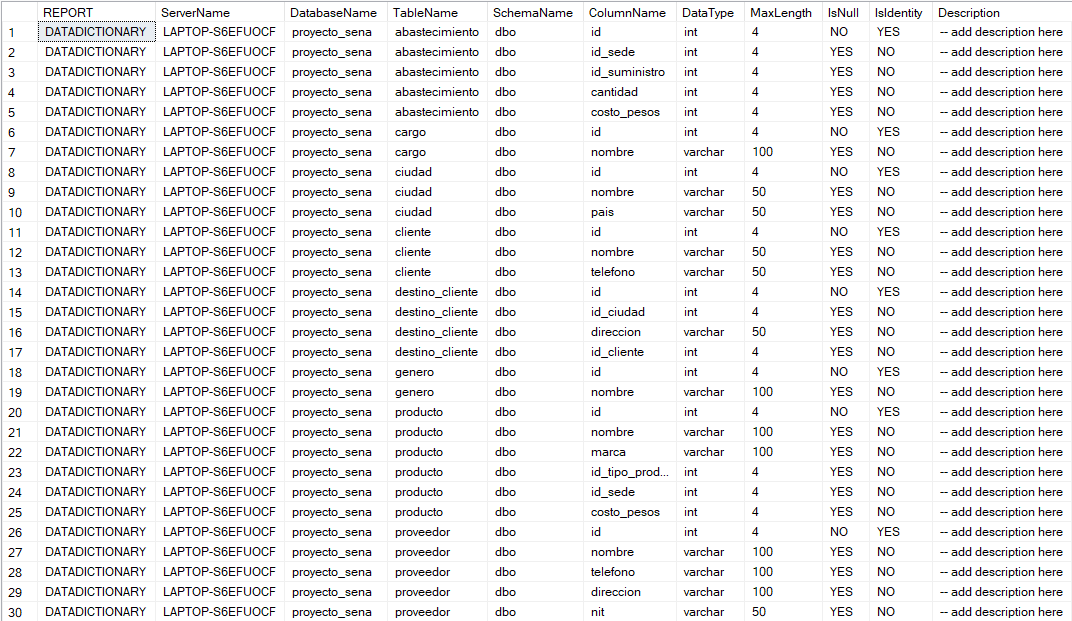 REPORT ServerName DatabaseName TableName SchemaName ColumnName DataType MaxLength IsNull IsIdentity Description
1 DATADICTIONARY LAPTOP-S6EFUOCF proyecto_sena abastecimiento dbo id int 4 NO YES -- add description here
2 DATADICTIONARY LAPTOP-S6EFUOCF proyecto_sena abastecimiento dbo id_sede int 4 YES NO -- add description here
3 DATADICTIONARY LAPTOP-S6EFUOCF proyecto_sena abastecimiento dbo id_suministro int 4 YES NO -- add description here
4 DATADICTIONARY LAPTOP-S6EFUOCF proyecto_sena abastecimiento dbo cantidad int 4 YES NO -- add description here
5 DATADICTIONARY LAPTOP-S6EFUOCF proyecto_sena abastecimiento dbo costo_pesos int 4 YES NO -- add description here
6 DATADICTIONARY LAPTOP-S6EFUOCF proyecto_sena cargo dbo id int 4 NO YES -- add description here
7 DATADICTIONARY LAPTOP-S6EFUOCF proyecto_sena cargo dbo nombre varchar 100 YES NO -- add description here
8 DATADICTIONARY LAPTOP-S6EFUOCF proyecto_sena ciudad dbo id int 4 NO YES -- add description here
9 DATADICTIONARY LAPTOP-S6EFUOCF proyecto_sena ciudad dbo nombre varchar 50 YES NO -- add description here
10 DATADICTIONARY LAPTOP-S6EFUOCF proyecto_sena ciudad dbo pais varchar 50 YES NO -- add description here
11 DATADICTIONARY LAPTOP-S6EFUOCF proyecto_sena cliente dbo id int 4 NO YES -- add description here
12 DATADICTIONARY LAPTOP-S6EFUOCF proyecto_sena cliente dbo nombre varchar 50 YES NO -- add description here
13 DATADICTIONARY LAPTOP-S6EFUOCF proyecto_sena cliente dbo telefono varchar 50 YES NO -- add description here
14 DATADICTIONARY LAPTOP-S6EFUOCF proyecto_sena destino_cliente dbo id int 4 NO YES -- add description here
15 DATADICTIONARY LAPTOP-S6EFUOCF proyecto_sena destino_cliente dbo id_ciudad int 4 YES NO -- add description here
16 DATADICTIONARY LAPTOP-S6EFUOCF proyecto_sena destino_cliente dbo direccion varchar 50 YES NO -- add description here
17 DATADICTIONARY LAPTOP-S6EFUOCF proyecto_sena destino_cliente dbo id_cliente int 4 YES NO -- add description here
18 DATADICTIONARY LAPTOP-S6EFUOCF proyecto_sena genero dbo id int 4 NO YES -- add description here
19 DATADICTIONARY LAPTOP-S6EFUOCF proyecto_sena genero dbo nombre varchar 100 YES NO -- add description here
20 DATADICTIONARY LAPTOP-S6EFUOCF proyecto_sena producto dbo id int 4 NO YES -- add description here
21 DATADICTIONARY LAPTOP-S6EFUOCF proyecto_sena producto dbo nombre varchar 100 YES NO -- add description here
22 DATADICTIONARY LAPTOP-S6EFUOCF proyecto_sena producto dbo marca varchar 100 YES NO -- add description here
23 DATADICTIONARY LAPTOP-S6EFUOCF proyecto_sena producto dbo id_tipo_prod... int 4 YES NO -- add description here
24 DATADICTIONARY LAPTOP-S6EFUOCF proyecto_sena producto dbo id_sede int 4 YES NO -- add description here
25 DATADICTIONARY LAPTOP-S6EFUOCF proyecto_sena producto dbo costo_pesos int 4 YES NO -- add description here
26 DATADICTIONARY LAPTOP-S6EFUOCF proyecto_sena proveedor dbo id int 4 NO YES -- add description here
27 DATADICTIONARY LAPTOP-S6EFUOCF proyecto_sena proveedor dbo nombre varchar 100 YES NO -- add description here
28 DATADICTIONARY LAPTOP-S6EFUOCF proyecto_sena proveedor dbo telefono varchar 100 YES NO -- add description here
29 DATADICTIONARY LAPTOP-S6EFUOCF proyecto_sena proveedor dbo direccion varchar 100 YES NO -- add description here
30 DATADICTIONARY LAPTOP-S6EFUOCF proyecto_sena proveedor dbo nit varchar 50 YES NO -- add description here